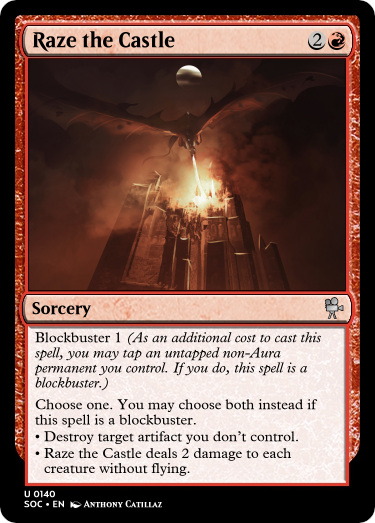 Raze the Castle 2
Sorcery
Blockbuster 1 (As an additional cost to cast this
spell, you may tap an untapped non-Aura
permanent you control. If you do, this spell is a
blockbuster.)
Choose one. You may choose both instead if
this spell is a blockbuster.
• Destroy target artifact you don't control.
• Raze the Castle deals 2 damage to each
creature without flying.
U 0140
SOC • EN Anthony Catillaz